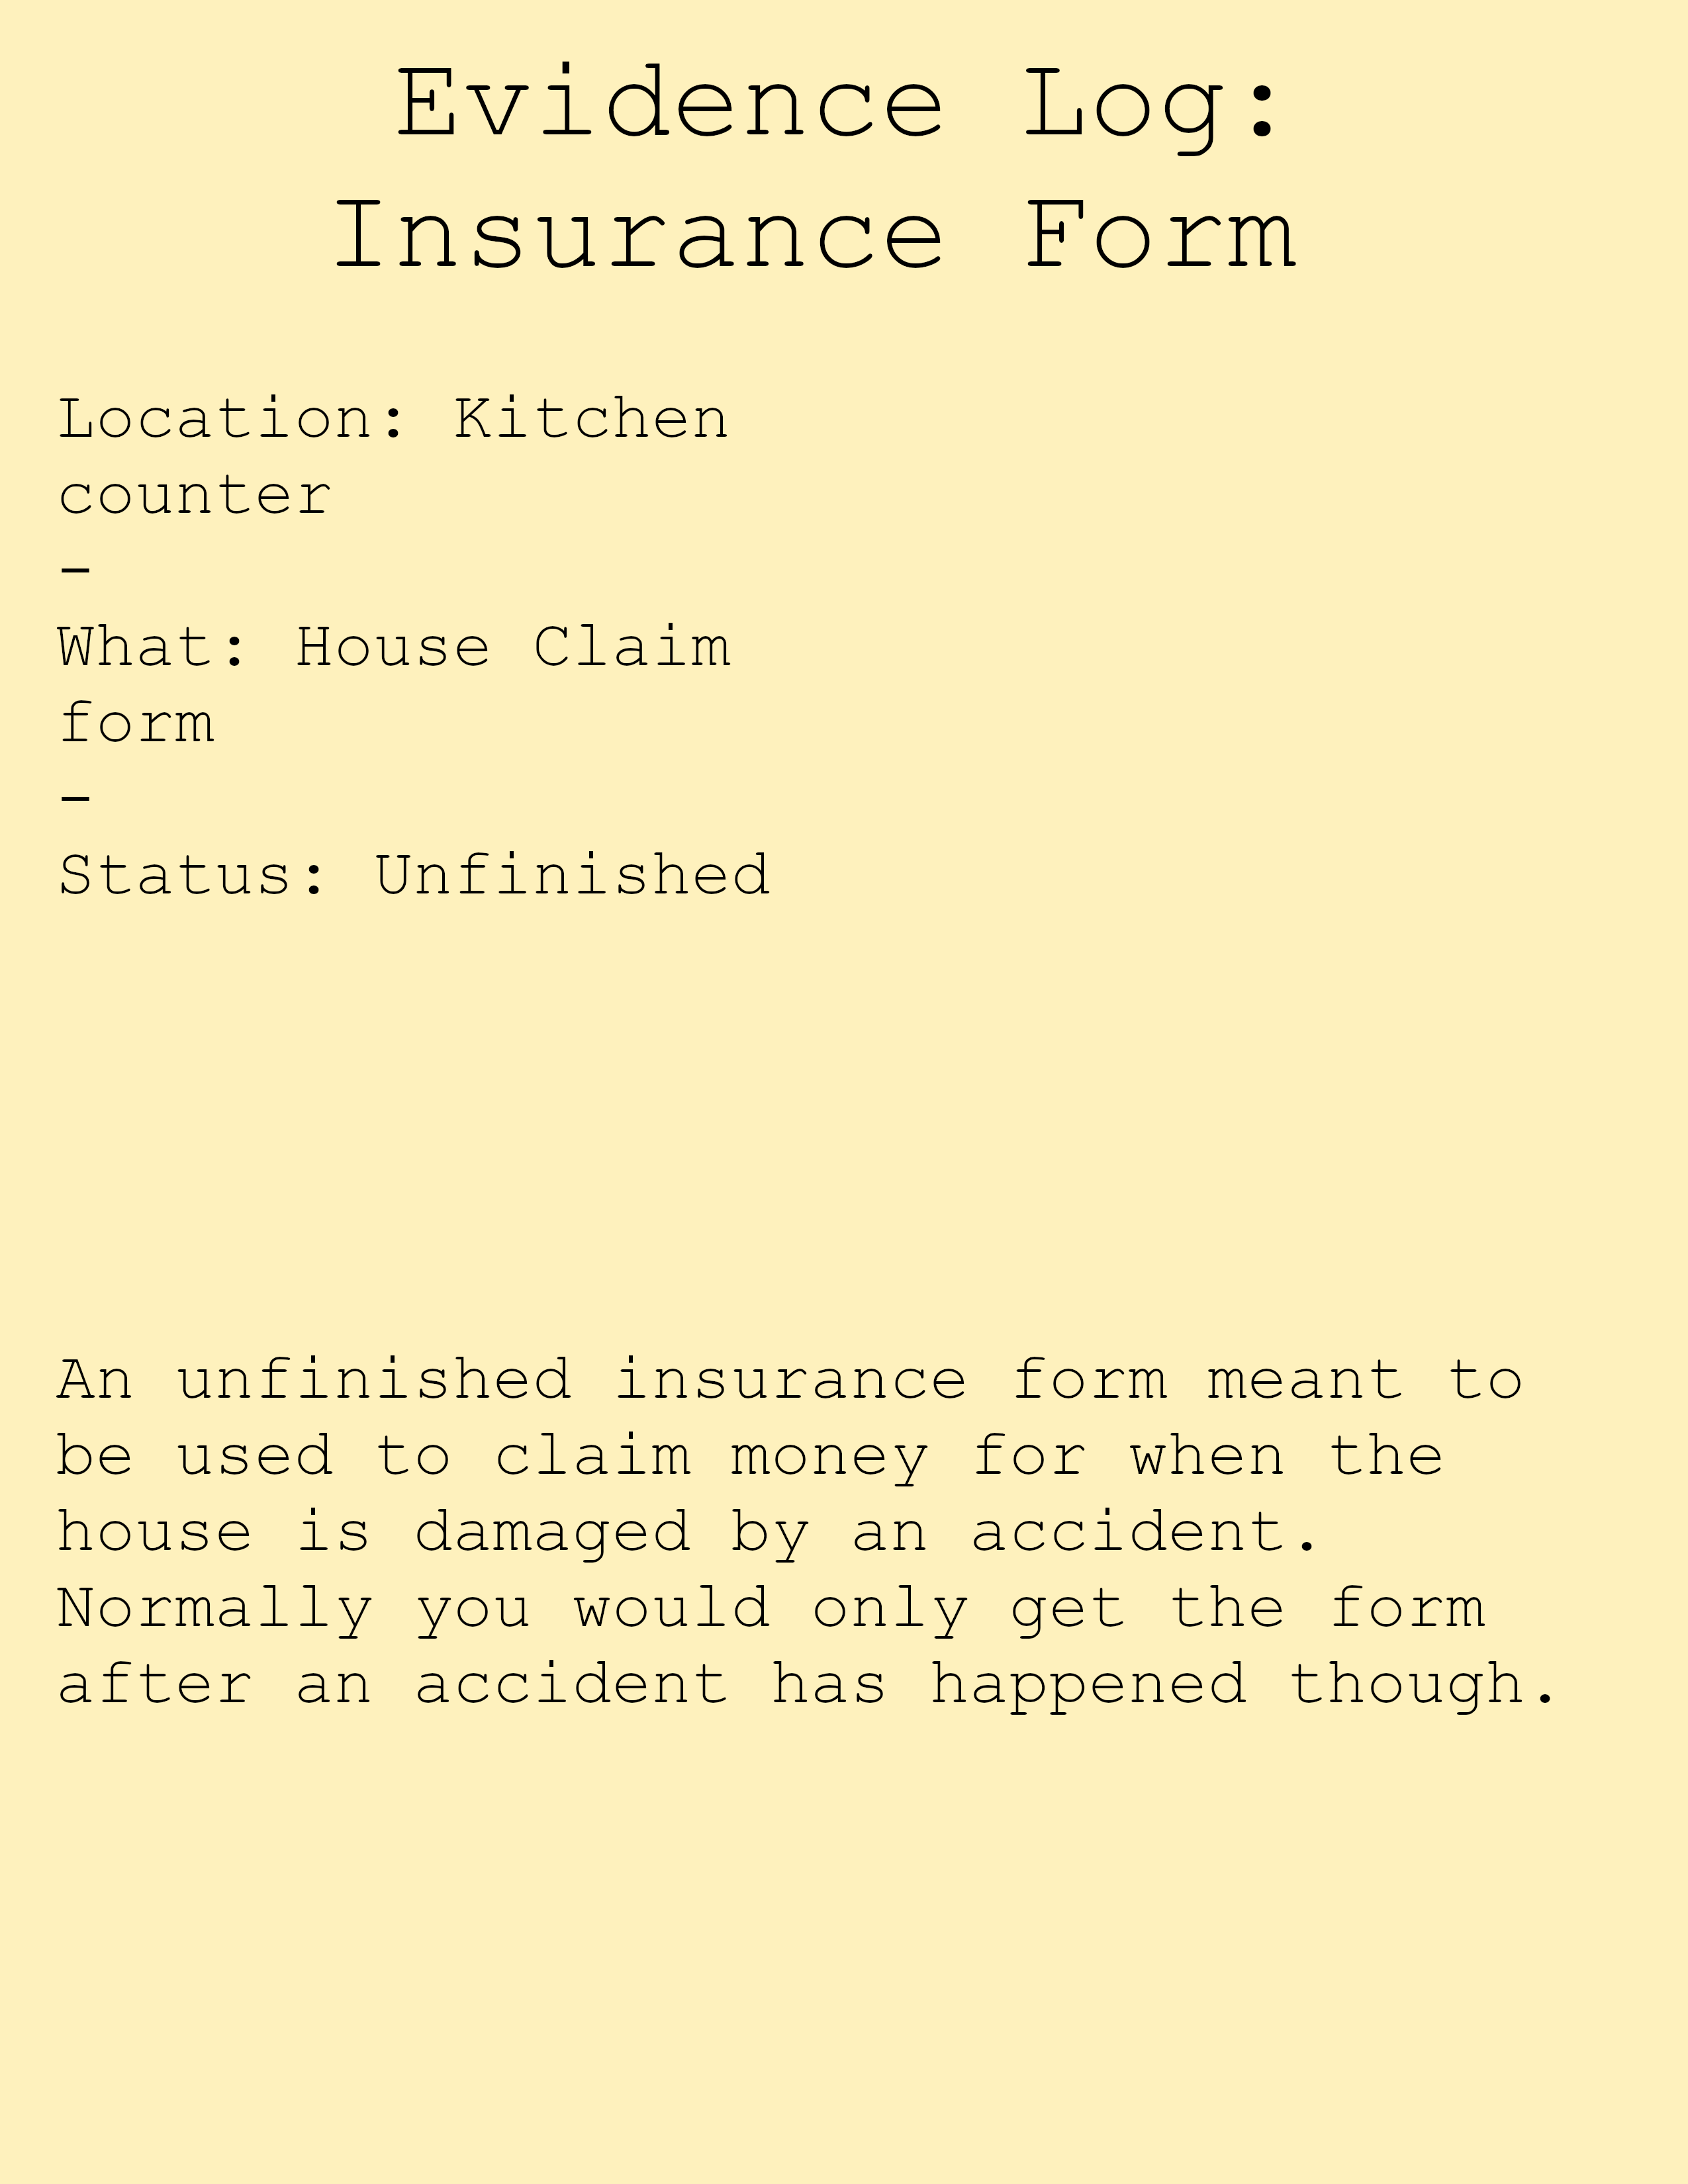 Evidence Log:
Insurance Form
Location: Kitchen
counter
-
What: House Claim
form
-
Status: Unfinished
An unfinished insurance form meant to
be used to claim money for when the
house is damaged by an accident.
Normally you would only get the form
after an accident has happened though.